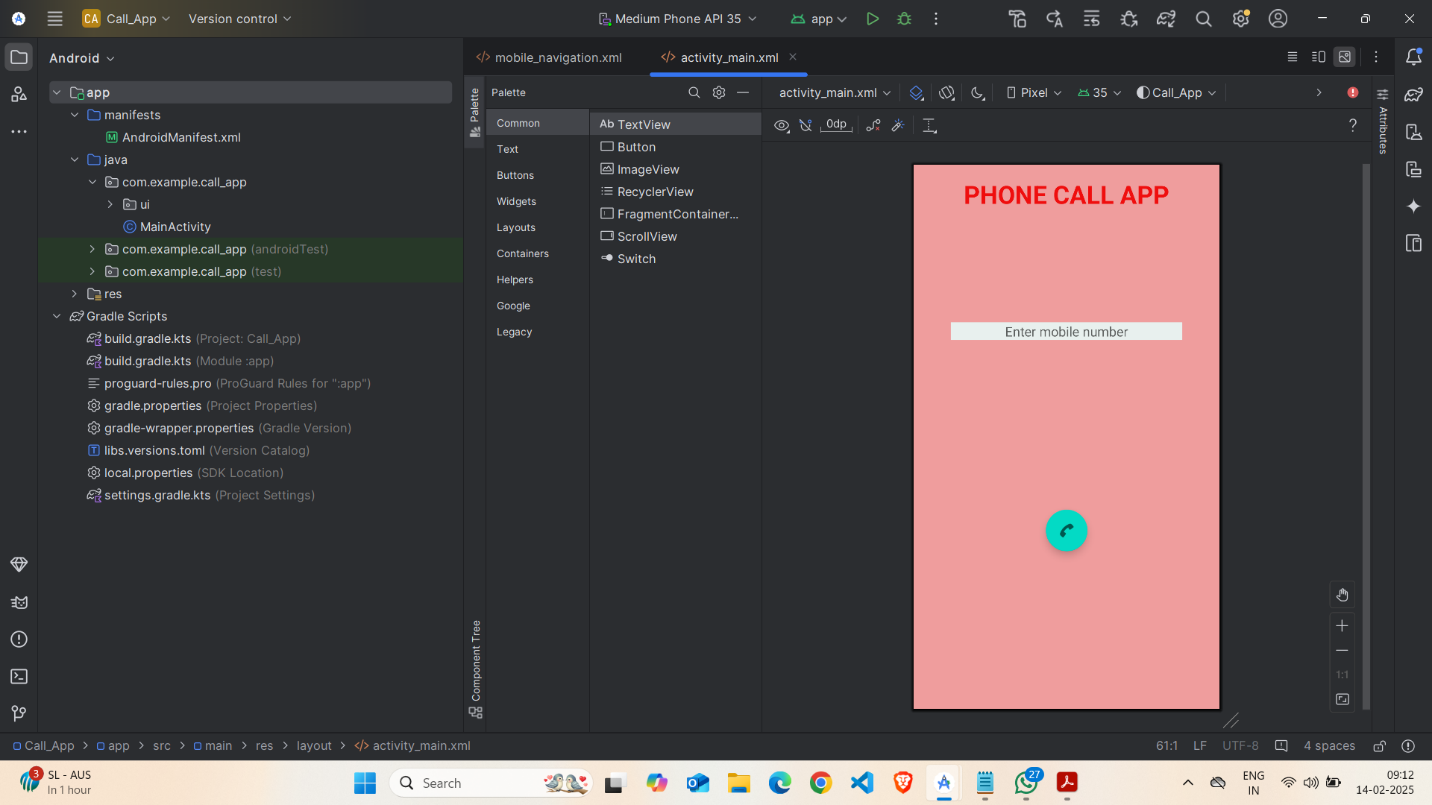 CA Call_App Version control Medium Phone API 35 app
Android
mobile_navigation.xml activity_main.xml
app
manifests
AndroidManifest.xml
java
com.example.call_app
ui
MainActivity
com.example.call_app (androidTest)
com.example.call_app (test)
res
Gradle Scripts
build.gradle.kts (Project: Call_App)
build.gradle.kts (Module :app)
proguard-rules.pro (ProGuard Rules for ":app")
gradle.properties (Project Properties)
gradle-wrapper.properties (Gradle Version)
libs.versions.toml (Version Catalog)
local.properties (SDK Location)
settings.gradle.kts (Project Settings)
Palette
Component Tree
Palette
Common
Text
Buttons
Widgets
Layouts
Containers
Helpers
Google
Legacy
Ab TextView
Button
ImageView
RecyclerView
FragmentContainer...
ScrollView
Switch
activity_main.xml Pixel 35 Call_App
0dp
?
Attributes
PHONE CALL APP
Enter mobile number
1:1
Call_App > app > src > main > res > layout > activity_main.xml
61:1 LF UTF-8 4 spaces
3 SL - AUS
In 1 hour
Search
27
ENG
IN
09:12
14-02-2025